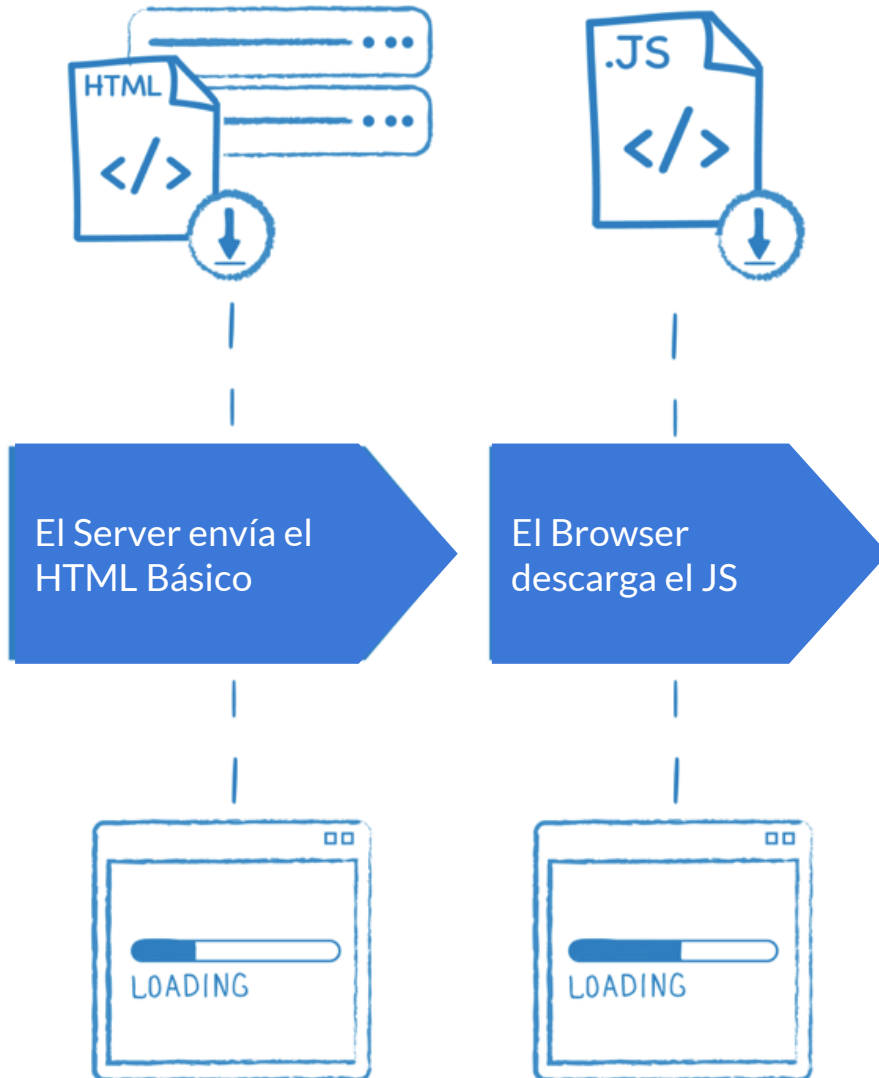 HTML
</>
.JS
</>
El Server envía el
HTML Básico
El Browser
descarga el JS
LOADING
LOADING